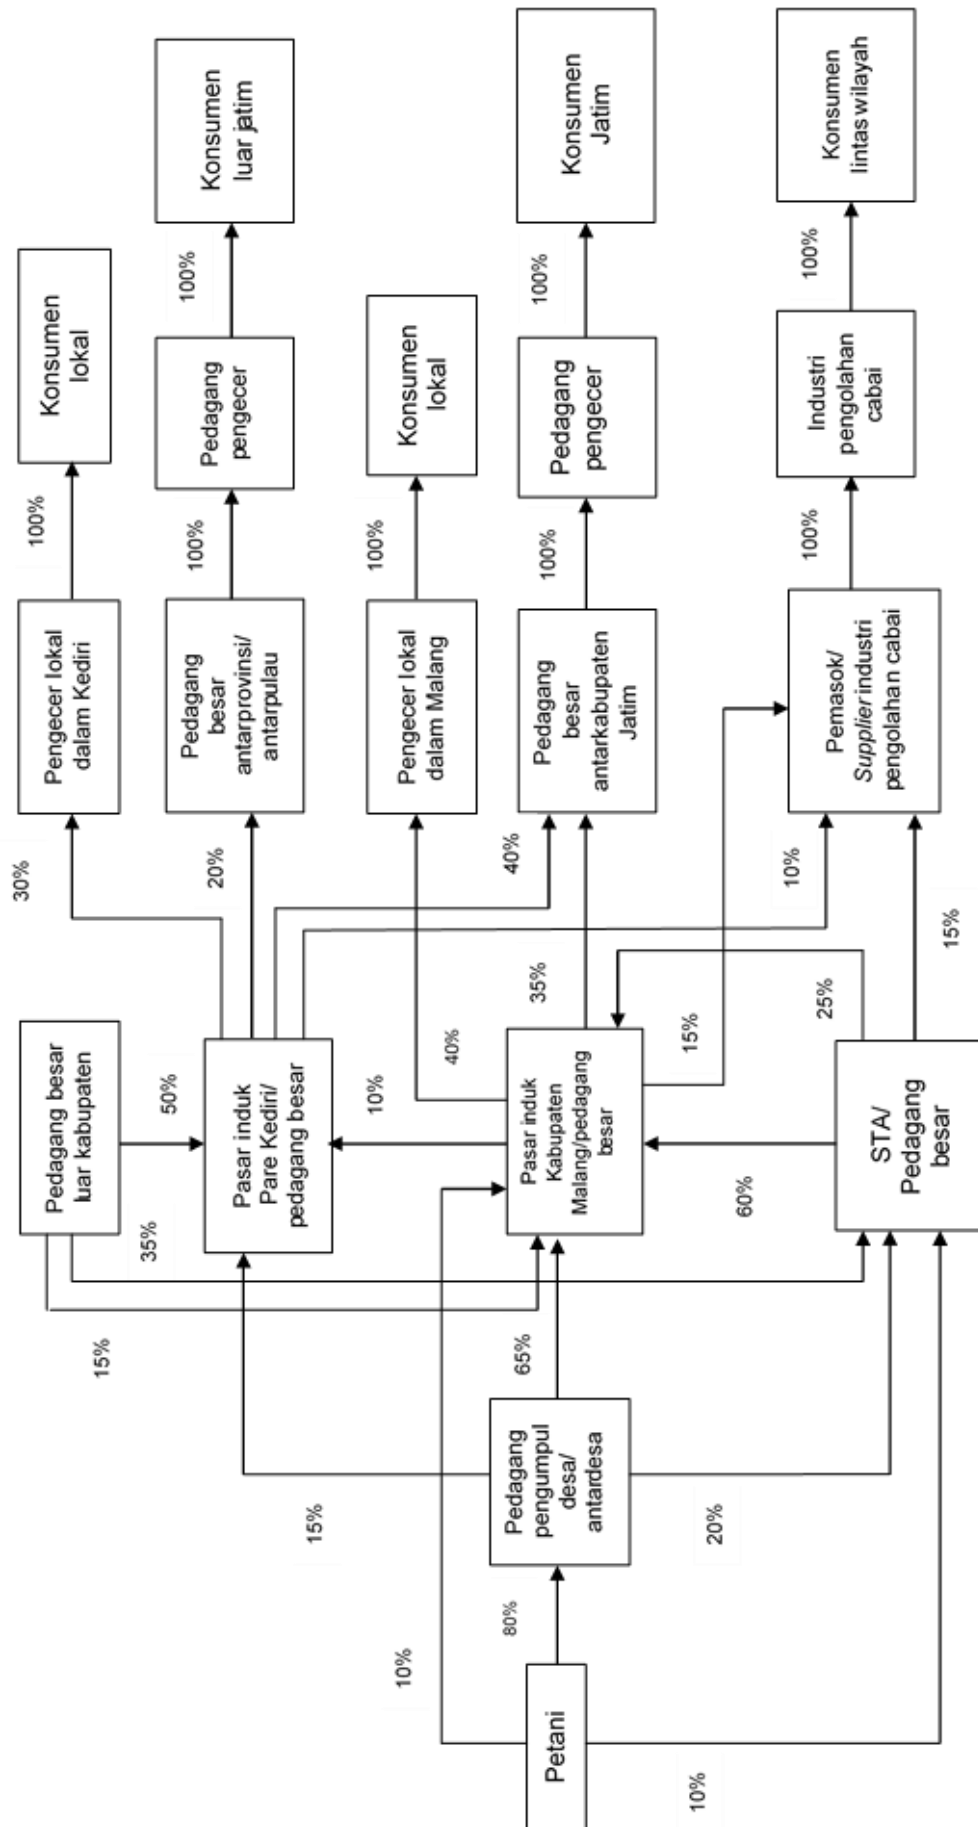 Petani
10%
80%
10%
Pedagang
pengumpul
desa/
antardesa
15%
65%
20%
Pedagang besar
luar kabupaten
15%
35%
50%
Pasar induk
Pare Kediri/
pedagang besar
10%
Pasar induk
Kabupaten
Malang/pedagang
besar
60%
STA/
Pedagang
besar
30%
20%
40%
40%
35%
15%
10%
25%
15%
Pengecer lokal
dalam Kediri
100%
Konsumen
lokal
Pedagang
besar
antarprovinsi/
antarpulau
100%
Pedagang
pengecer
100%
Konsumen
luar jatim
Pengecer lokal
dalam Malang
100%
Konsumen
lokal
Pedagang
besar
antarkabupaten
Jatim
100%
Pedagang
pengecer
100%
Konsumen
Jatim
Pemasok/
Supplier industri
pengolahan cabai
100%
Industri
pengolahan
cabai
100%
Konsumen
lintas wilayah